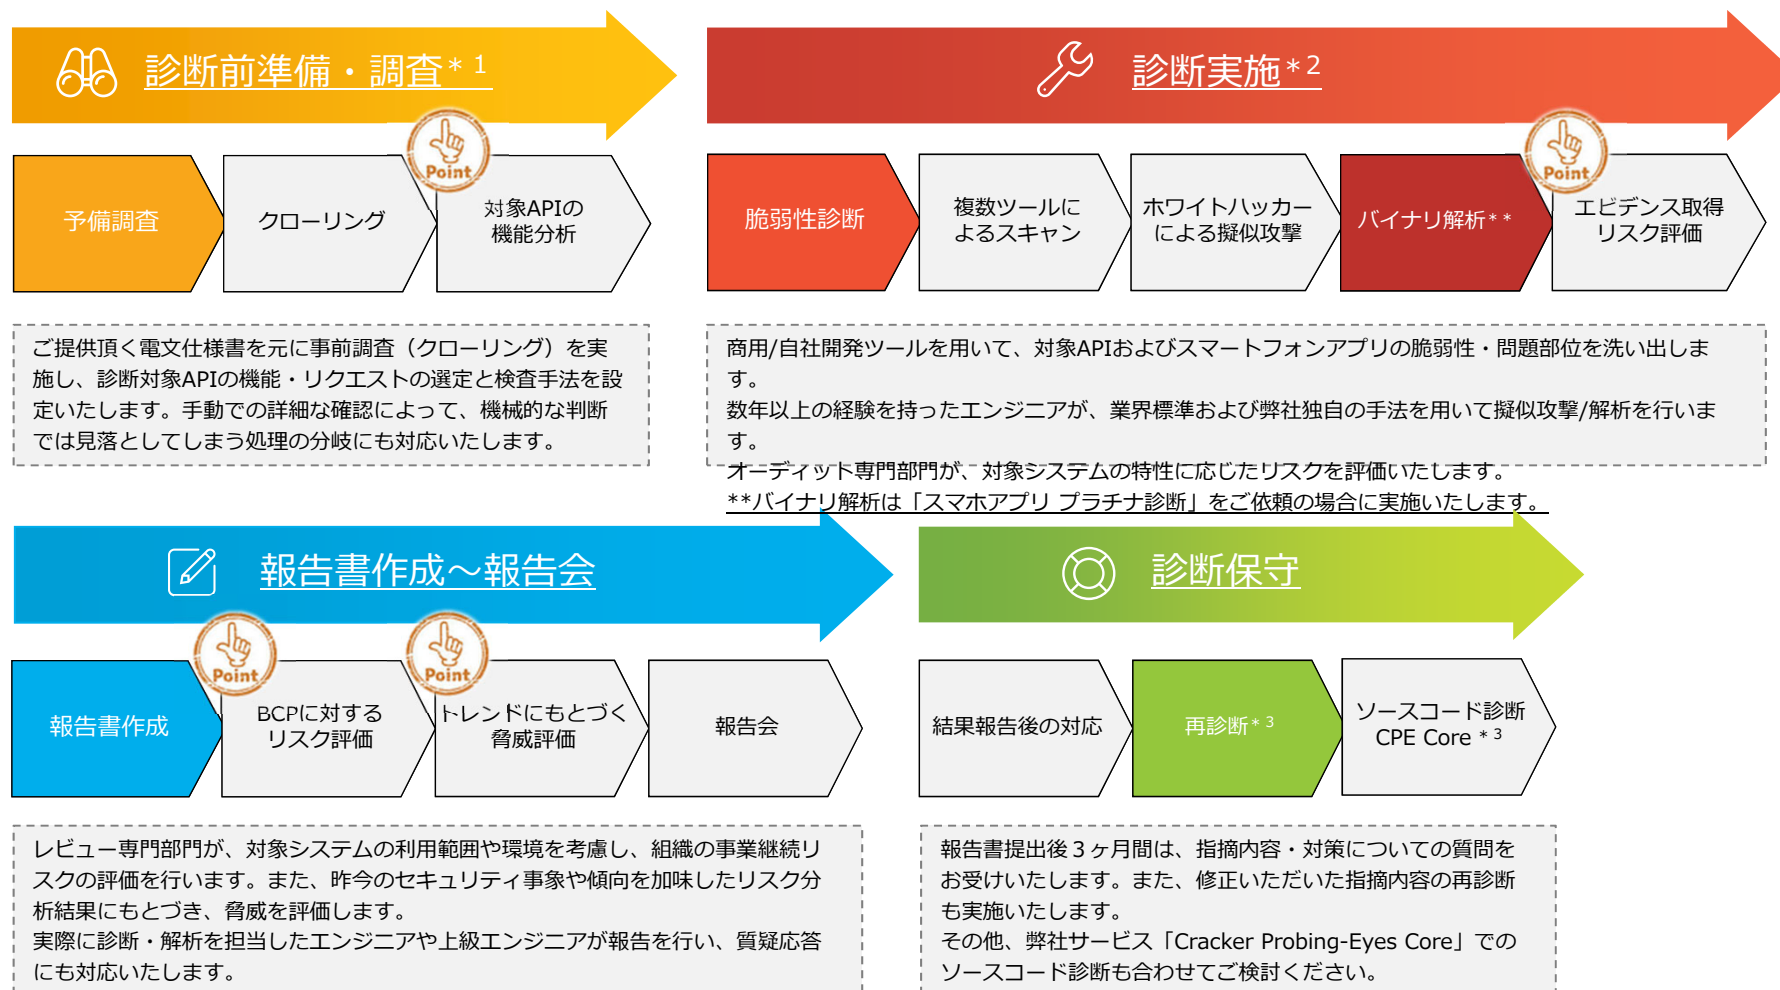 診断前準備・調査*1
診断実施*2
Point
Point
予備調査
クローリング
対象APIの
機能分析
脆弱性診断
複数ツールに
よるスキャン
ホワイトハッカー
による擬似攻撃
バイナリ解析**
エビデンス取得
リスク評価
ご提供頂く電文仕様書を元に事前調査（クローリング）を実
施し、診断対象APIの機能・リクエストの選定と検査手法を設
定いたします。手動での詳細な確認によって、機械的な判断
では見落としてしまう処理の分岐にも対応いたします。
商用/自社開発ツールを用いて、対象APIおよびスマートフォンアプリの脆弱性・問題部位を洗い出しま
す。
数年以上の経験を持ったエンジニアが、業界標準および弊社独自の手法を用いて擬似攻撃/解析を行いま
す。
オーディット専門部門が、対象システムの特性に応じたリスクを評価いたします。
**バイナリ解析は「スマホアプリ プラチナ診断」をご依頼の場合に実施いたします。
報告書作成～報告会
診断保守
Point
Point
報告書作成
BCPに対する
リスク評価
トレンドにもとづく
脅威評価
報告会
結果報告後の対応
再診断*3
ソースコード診断
CPE Core *3
レビュー専門部門が、対象システムの利用範囲や環境を考慮し、組織の事業継続リ
スクの評価を行います。また、昨今のセキュリティ事象や傾向を加味したリスク分
析結果にもとづき、脅威を評価します。
実際に診断・解析を担当したエンジニアや上級エンジニアが報告を行い、質疑応答
にも対応いたします。
報告書提出後３ヶ月間は、指摘内容・対策についての質問を
お受けいたします。また、修正いただいた指摘内容の再診断
も実施いたします。
その他、弊社サービス「Cracker Probing-Eyes Core」での
ソースコード診断も合わせてご検討ください。